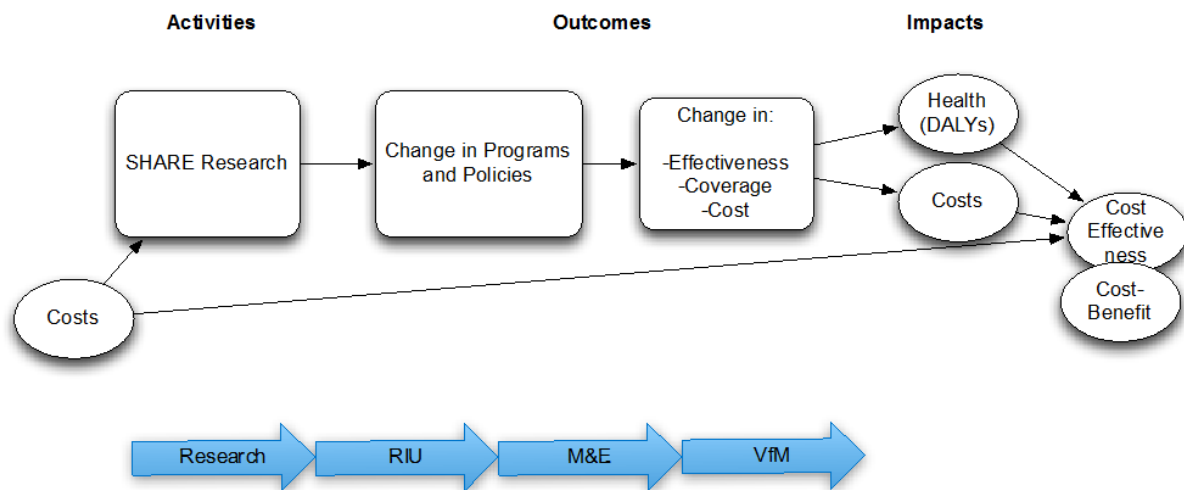 Activities
Outcomes
Impacts
SHARE Research
Change in Programs
and Policies
Change in:
-Effectiveness
-Coverage
-Cost
Health
(DALYs)
Costs
Cost
Effective
ness
Cost-
Benefit
Costs
Research
RIU
M&E
VfM